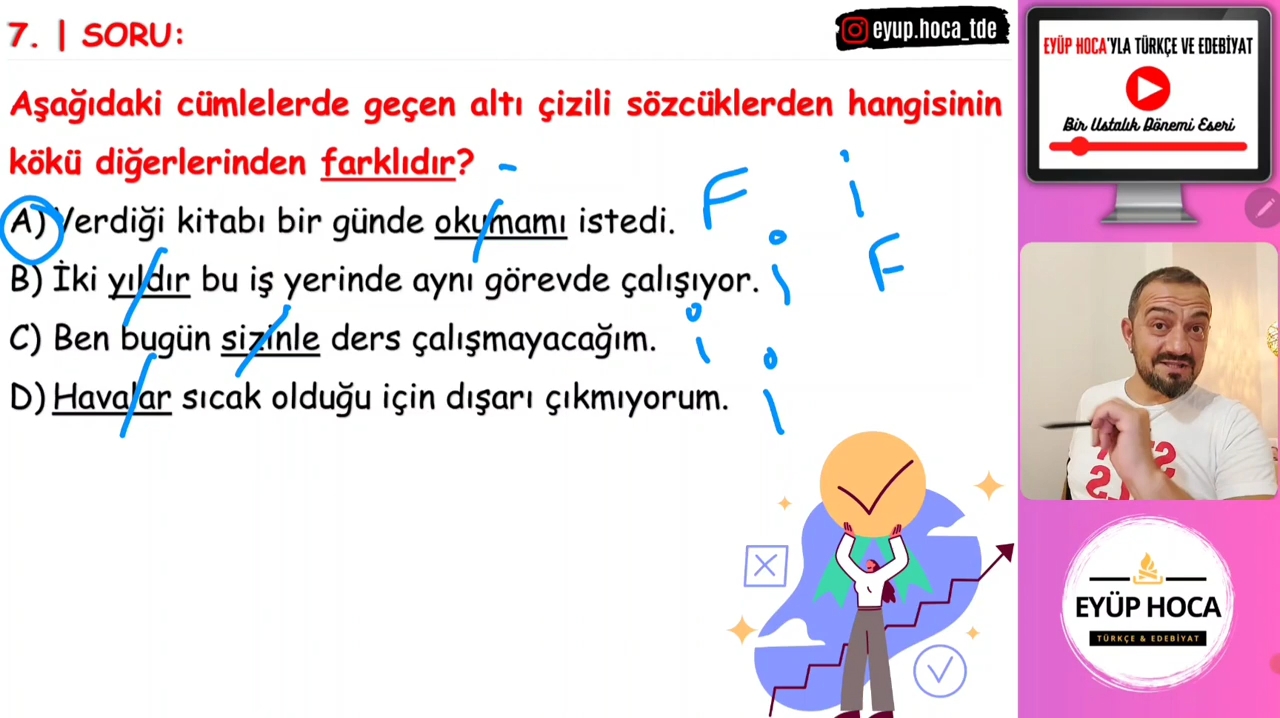 7. | SORU:
eyup.hoca_tde
Aşağıdaki cümlelerde geçen altı çizili sözcüklerden hangisinin
kökü diğerlerinden farklıdır?
A) Verdiği kitabı bir günde okumamı istedi.
B) İki yıldır bu iş yerinde aynı görevde çalışıyor.
C) Ben bugün sizinle ders çalışmayacağım.
D) Havalar sıcak olduğu için dışarı çıkmıyorum.
F
i
i
F
i
i
EYÜP HOCA'YLA TÜRKÇE VE EDEBİYAT
Bir Ustalık Dönemi Eseri
EYÜP HOCA
TÜRKÇE & EDEBİYAT